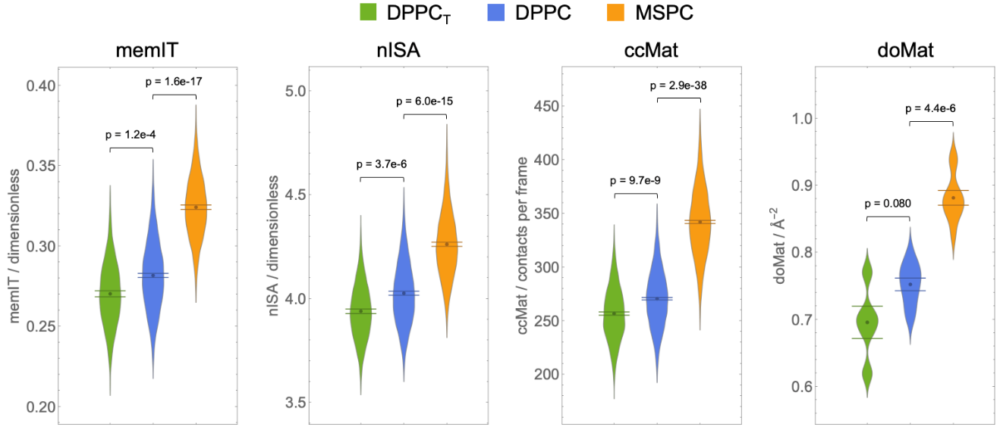 DPPC_T DPPC MSPC
memIT
memIT / dimensionless
0.40
0.35
0.30
0.25
0.20
p = 1.2e-4
p = 1.6e-17
nISA
nISA / dimensionless
5.0
4.5
4.0
3.5
p = 3.7e-6
p = 6.0e-15
ccMat
ccMat / contacts per frame
450
400
350
300
250
200
p = 9.7e-9
p = 2.9e-38
doMat
doMat / Å⁻²
1.0
0.9
0.8
0.7
0.6
p = 0.080
p = 4.4e-6